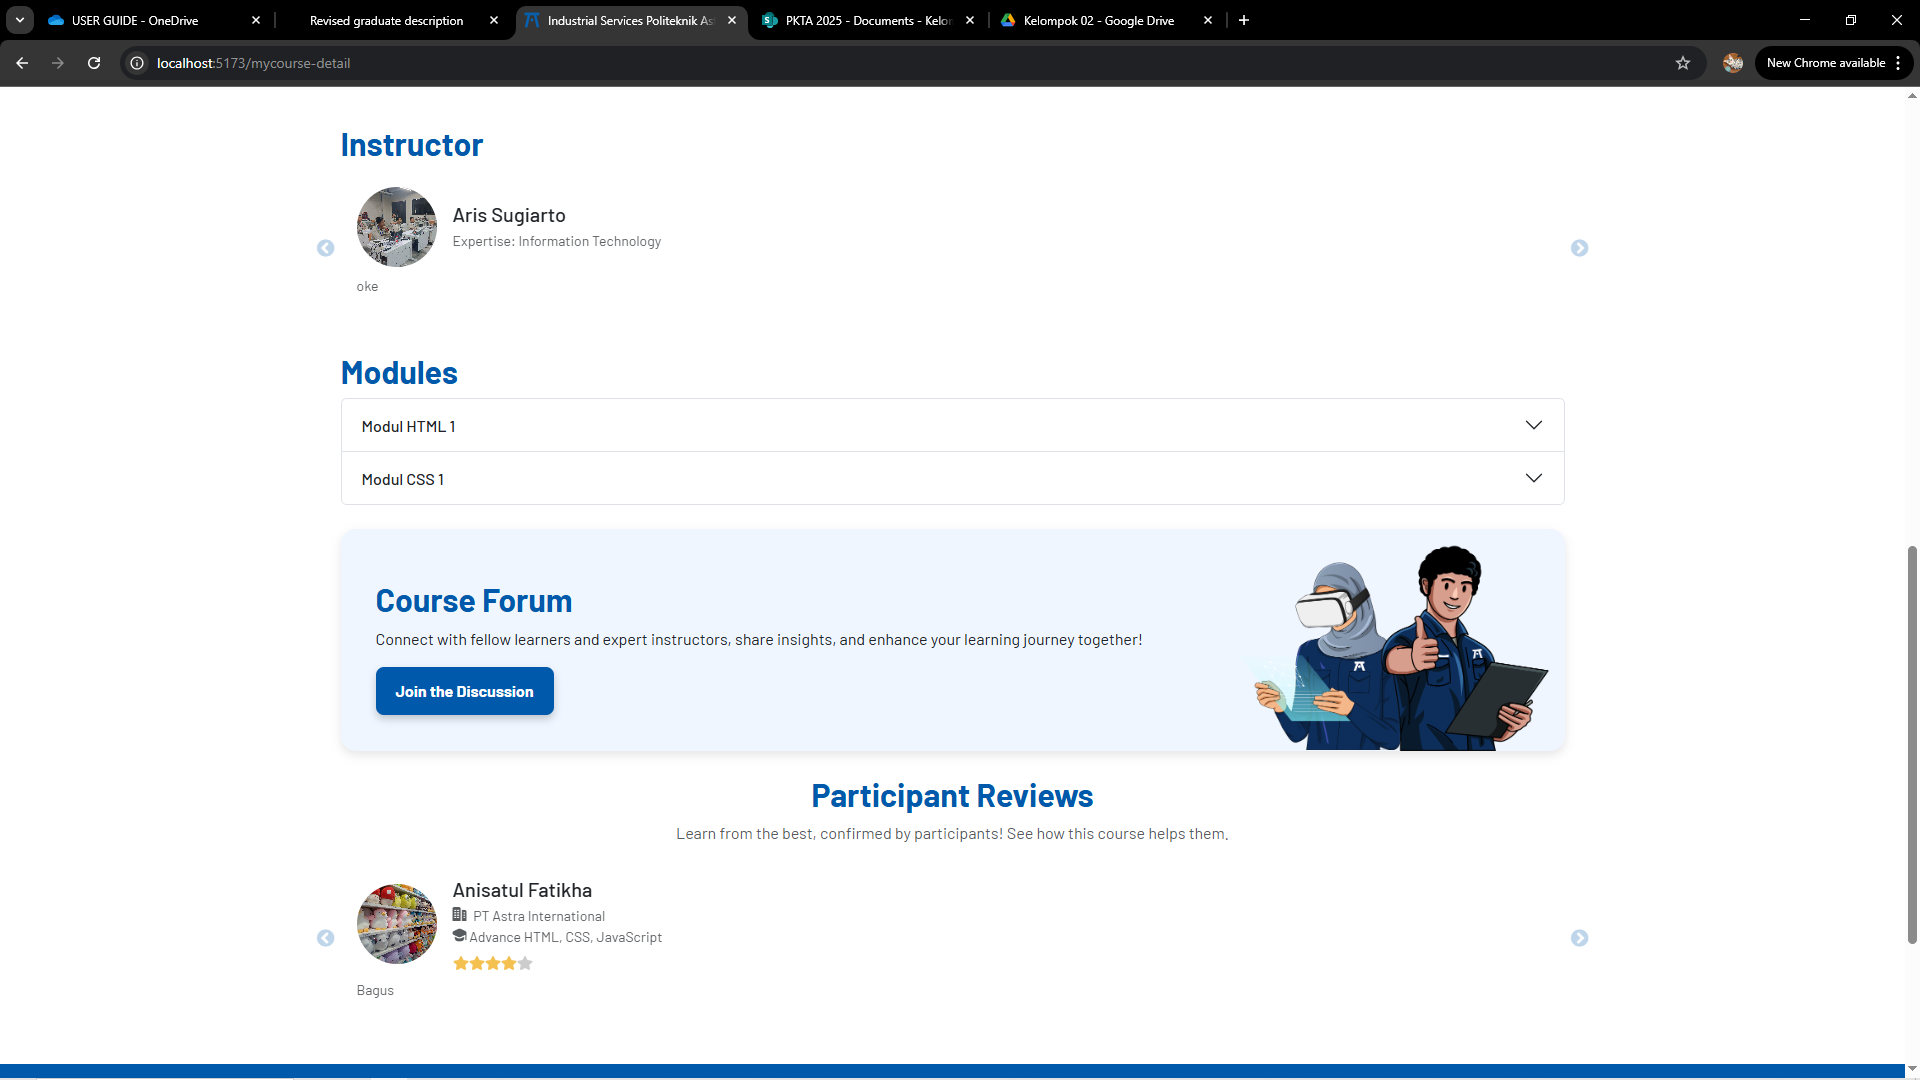 USER GUIDE - OneDrive
Revised graduate description
Industrial Services Politeknik As
PKTA 2025 - Documents - Kelon
Kelompok 02 - Google Drive
localhost:5173/mycourse-detail
New Chrome available
Instructor
Aris Sugiarto
Expertise: Information Technology
oke
Modules
Modul HTML 1
Modul CSS 1
Course Forum
Connect with fellow learners and expert instructors, share insights, and enhance your learning journey together!
Join the Discussion
Participant Reviews
Learn from the best, confirmed by participants! See how this course helps them.
Anisatul Fatikha
PT Astra International
Advance HTML, CSS, JavaScript
Bagus